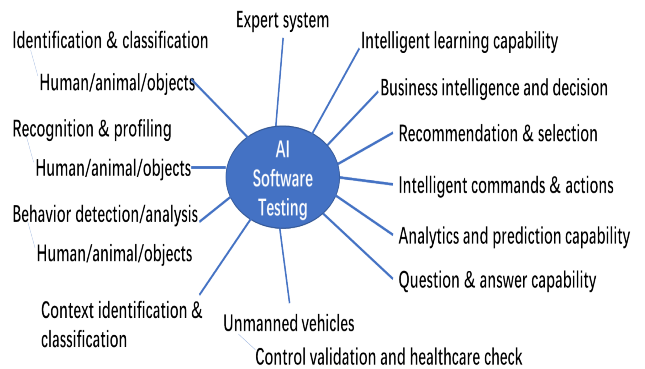 Expert system
Identification & classification
Human/animal/objects
Recognition & profiling
Human/animal/objects
Behavior detection/analysis
Human/animal/objects
Context identification &
classification
AI
Software
Testing
Intelligent learning capability
Business intelligence and decision
Recommendation & selection
Intelligent commands & actions
Analytics and prediction capability
Question & answer capability
Unmanned vehicles
Control validation and healthcare check